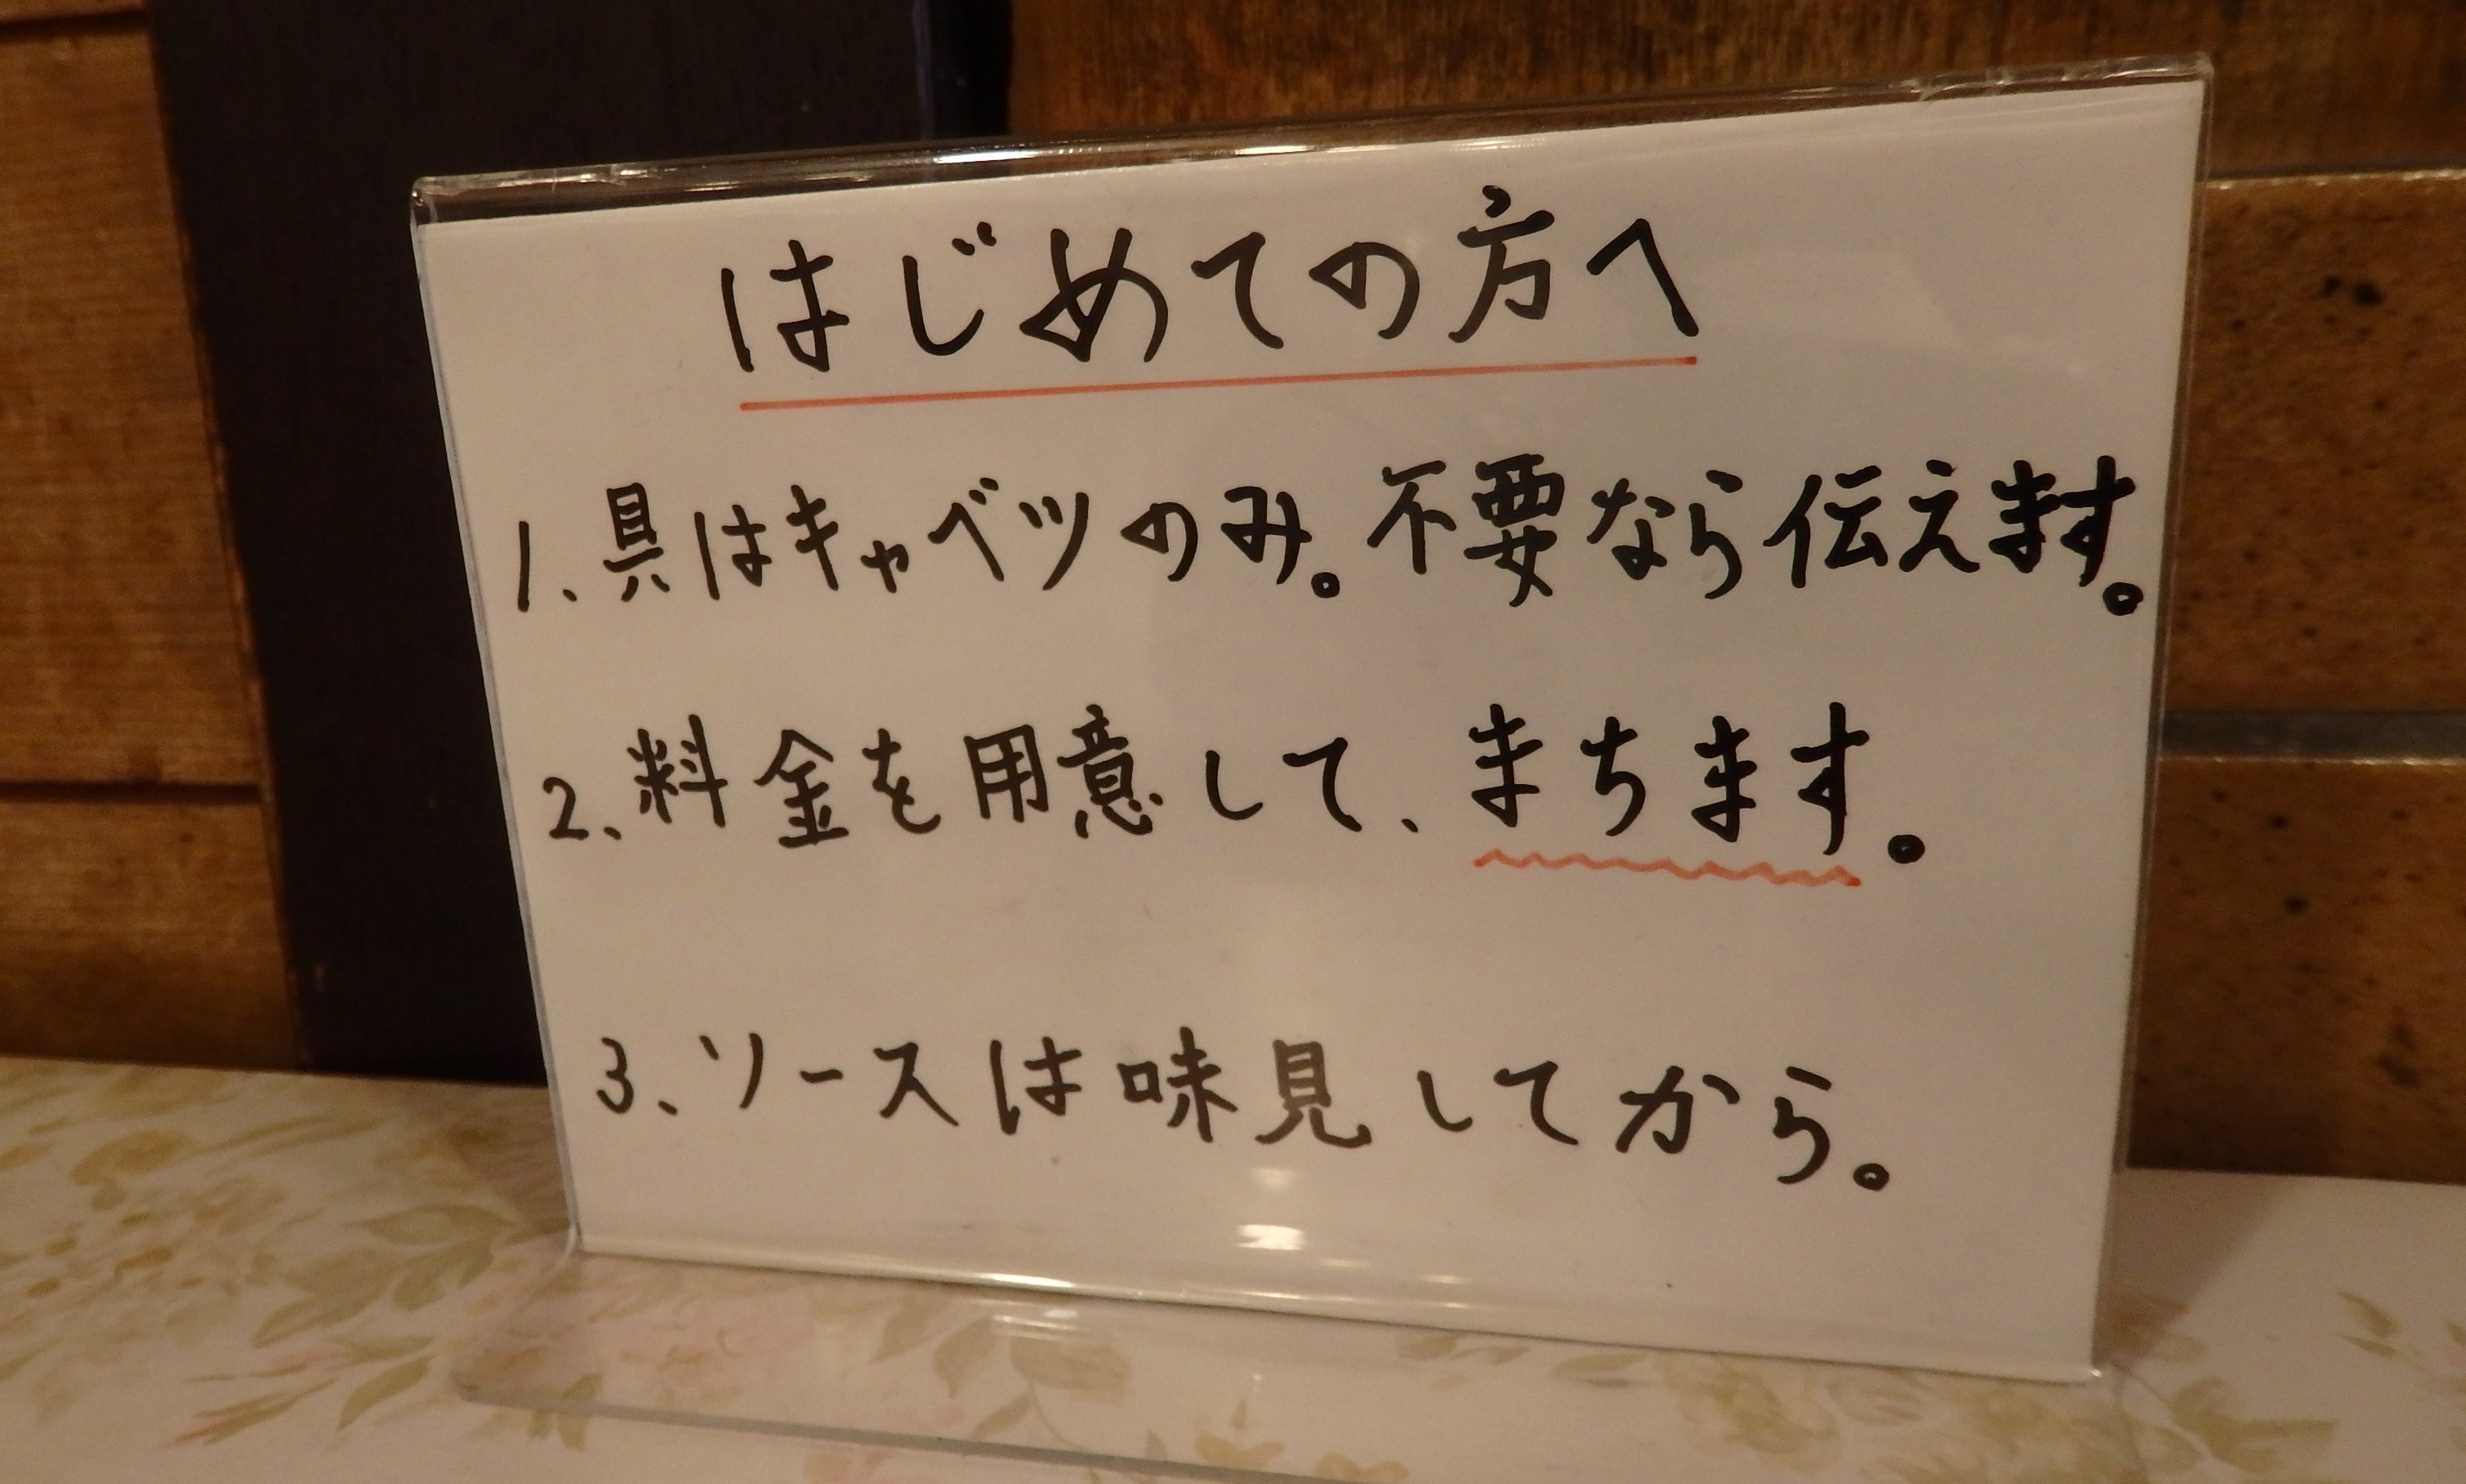 はじめての方へ
1、具はキャベツのみ。不要なら伝えます。
2、料金を用意して、まちます。
3、ソースは味見してから。